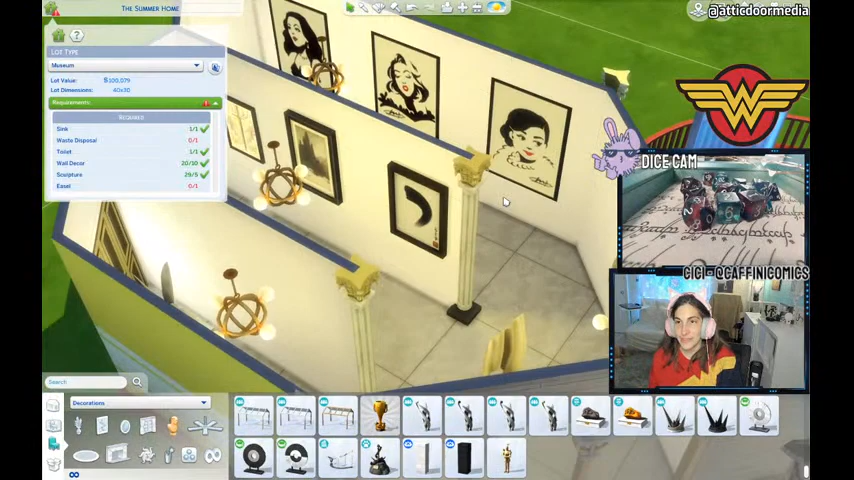 THE SUMMER HOME
@atticdoormedia
LOT TYPE
Museum
Lot Value: §100,079
Lot Dimensions: 40x30
Requirements:
REQUIRED
Sink 1/1
Waste Disposal 0/1
Toilet 1/1
Wall Decor 20/10
Sculpture 29/5
Easel 0/1
DICE CAM
CICI - @CAFFINICOMICS
Search
Decorations